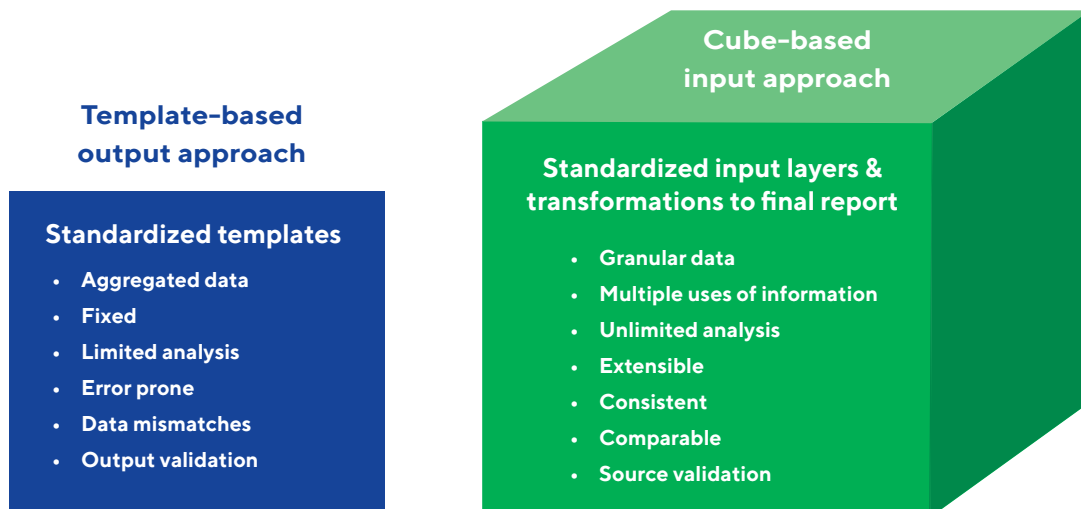 Template-based
output approach
Standardized templates
• Aggregated data
• Fixed
• Limited analysis
• Error prone
• Data mismatches
• Output validation
Cube-based
input approach
Standardized input layers &
transformations to final report
• Granular data
• Multiple uses of information
• Unlimited analysis
• Extensible
• Consistent
• Comparable
• Source validation